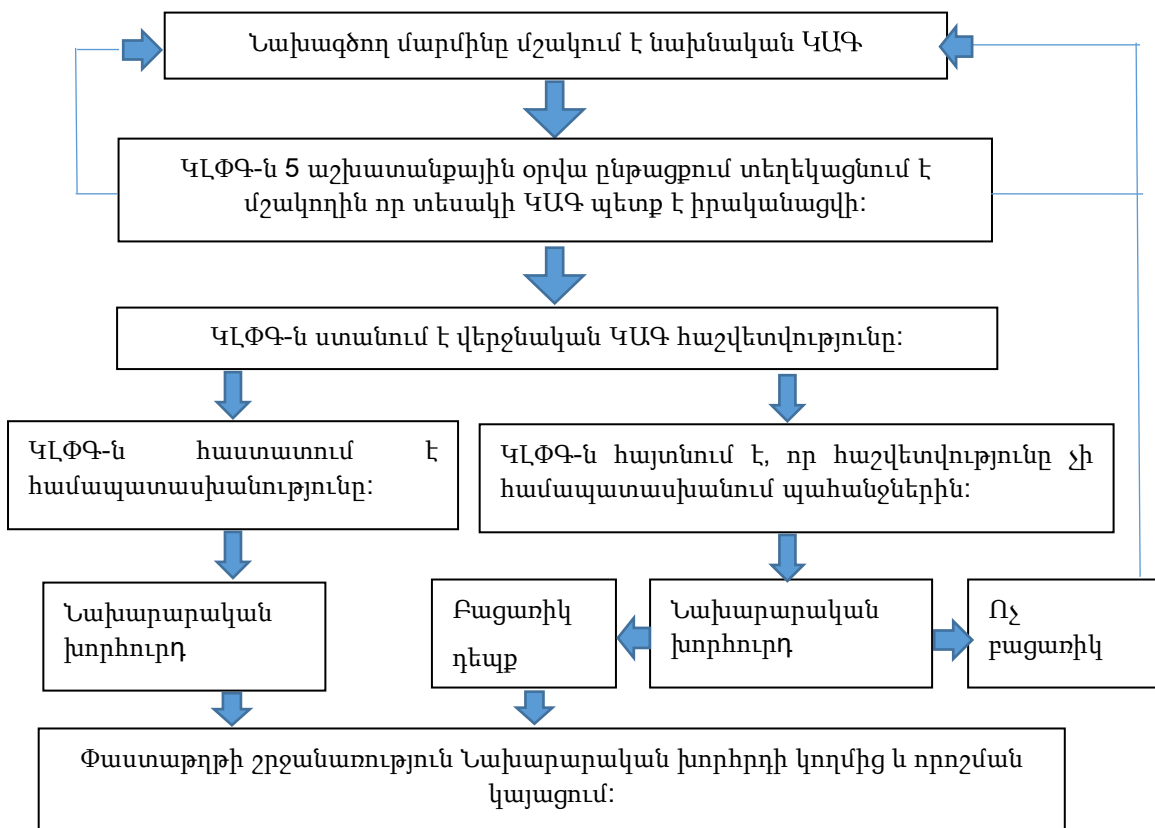 Նախագծող մարմինը մշակում է նախնական ԿԱԳ
ԿԼՓԳ-ն 5 աշխատանքային օրվա ընթացքում տեղեկացնում է
մշակողին որ տեսակի ԿԱԳ պետք է իրականացվի:
ԿԼՓԳ-ն ստանում է վերջնական ԿԱԳ հաշվետվությունը:
ԿԼՓԳ-ն հաստատում է
համապատասխանությունը:
ԿԼՓԳ-ն հայտնում է, որ հաշվետվությունը չի
համապատասխանում պահանջներին:
Նախարարական
խորհուրդ
Բացառիկ
դեպք
Նախարարական
խորհուրդ
Ոչ
բացառիկ
Փաստաթղթի շրջանառություն Նախարարական խորհրդի կողմից և որոշման
կայացում: